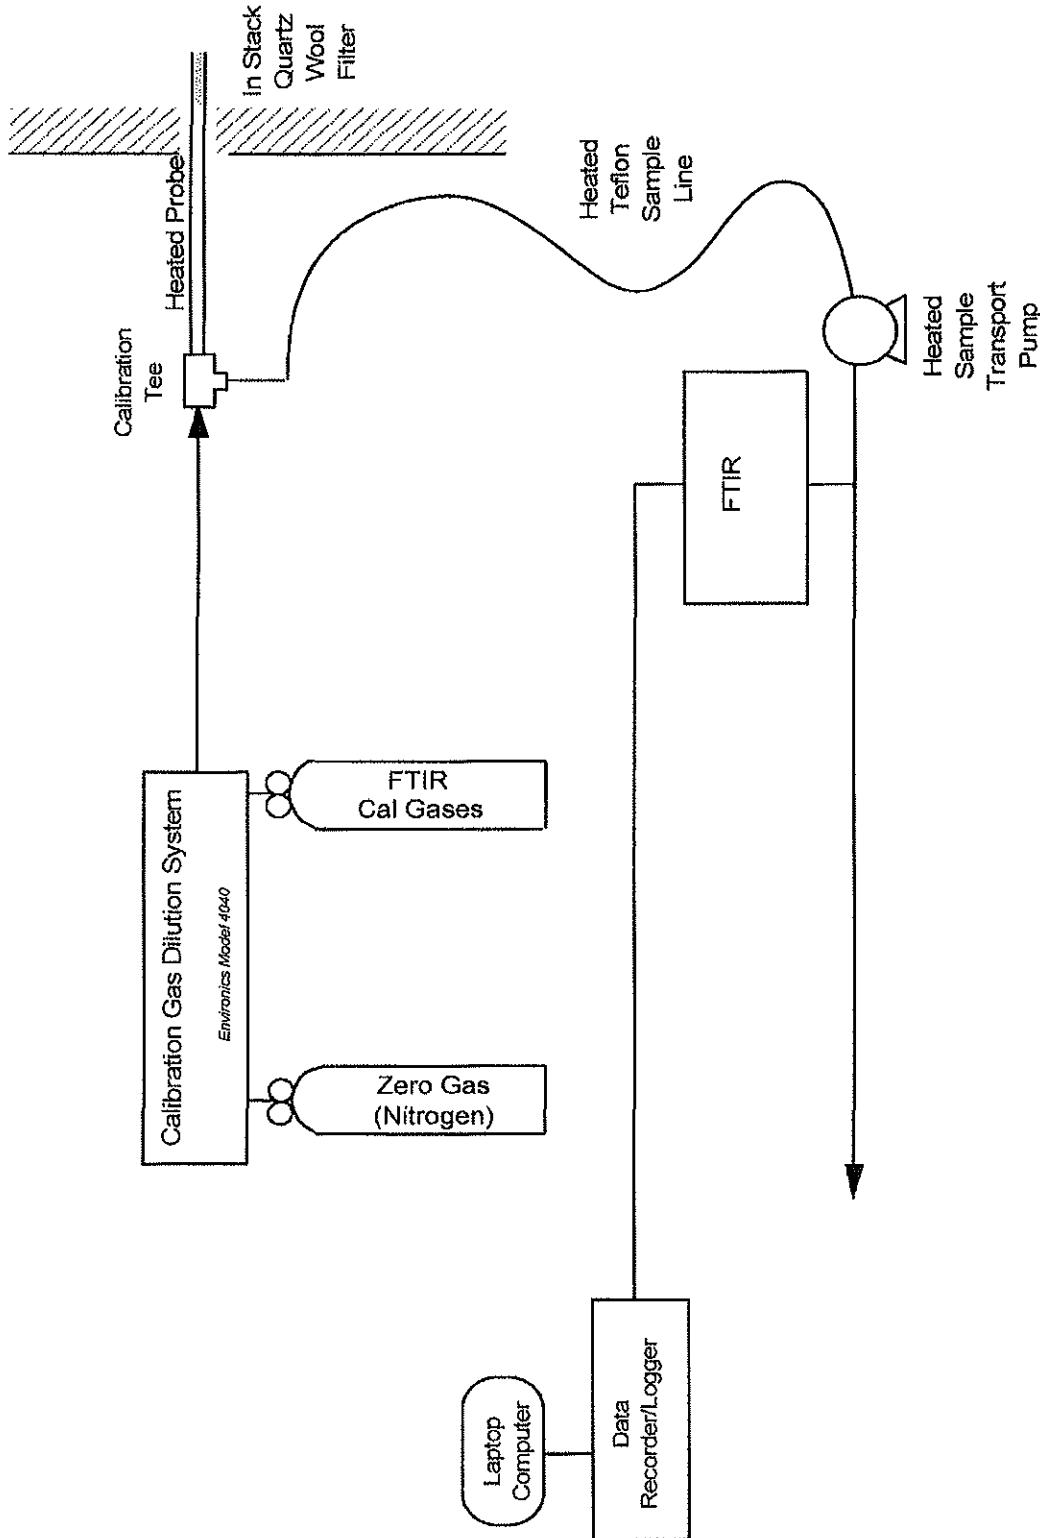 In Stack
Quartz
Wool
Filter
Heated Probe
Calibration
Tee
Heated
Teflon
Sample
Line
Heated
Sample
Transport
Pump
FTIR
Calibration Gas Dilution System
Environics Model 4040
FTIR
Cal Gases
Zero Gas
(Nitrogen)
Laptop
Computer
Data
Recorder/Logger